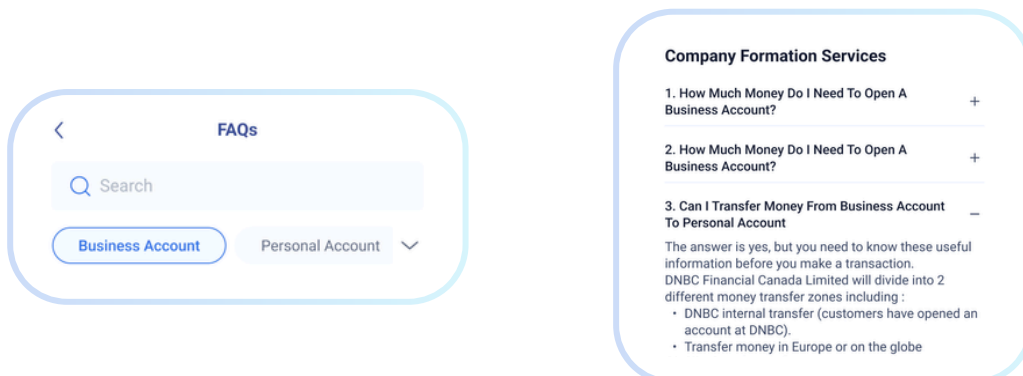 FAQs
Search
Business Account
Personal Account
Company Formation Services
1. How Much Money Do I Need To Open A
Business Account?
2. How Much Money Do I Need To Open A
Business Account?
3. Can I Transfer Money From Business Account
To Personal Account
The answer is yes, but you need to know these useful
information before you make a transaction.
DNBC Financial Canada Limited will divide into 2
different money transfer zones including :
• DNBC internal transfer (customers have opened an
account at DNBC).
• Transfer money in Europe or on the globe